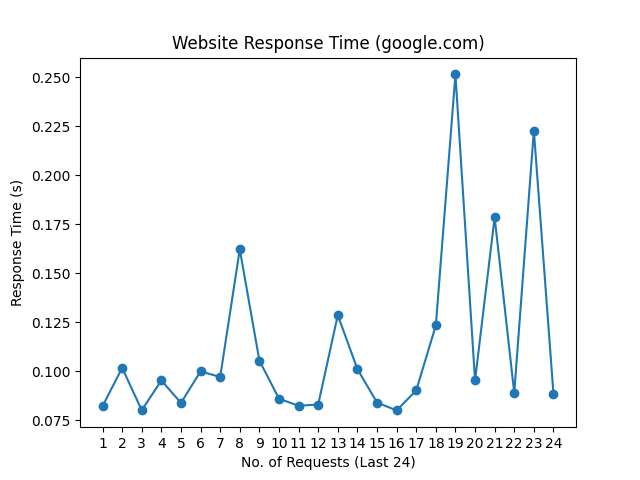 Website Response Time (google.com)
0.250
0.225
0.200
0.175
0.150
0.125
0.100
0.075
Response Time (s)
1 2 3 4 5 6 7 8 9 10 11 12 13 14 15 16 17 18 19 20 21 22 23 24
No. of Requests (Last 24)